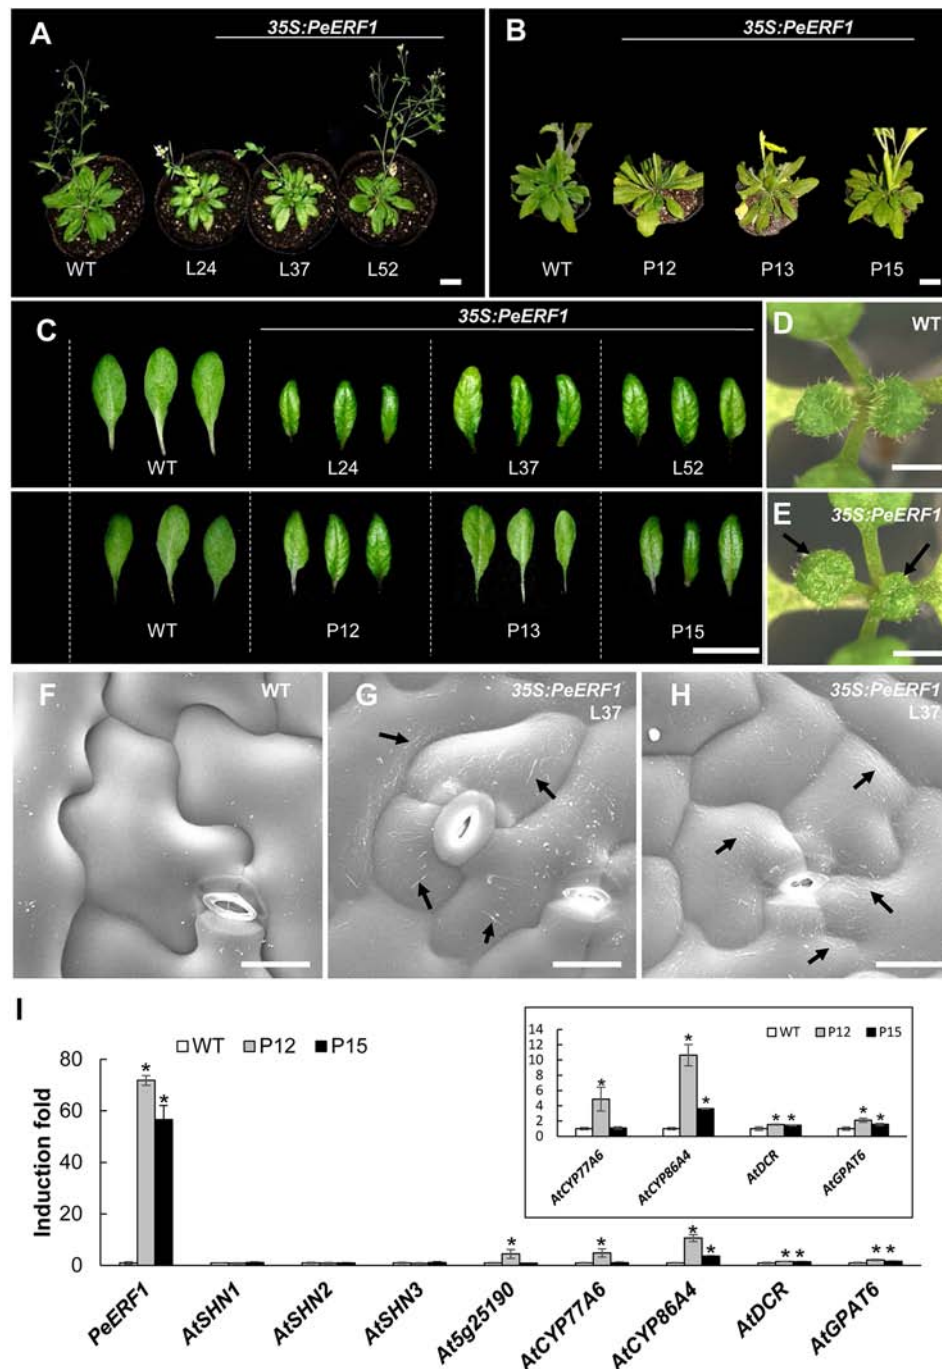 A
35S:PeERF1
WT
L24
L37
L52
B
35S:PeERF1
WT
P12
P13
P15
C
35S:PeERF1
WT
L24
L37
L52
WT
P12
P13
P15
D
WT
E
35S:PeERF1
F
WT
G
35S:PeERF1
L37
H
35S:PeERF1
L37
I
WT P12 P15
Induction fold
80
60
40
20
0
* * * * * * * * * *
PeERF1
AtSHN1
AtSHN2
AtSHN3
At5g25190
AtCYP77A6
AtCYP86A4
AtDCR
AtGPAT6
WT P12 P15
14
12
10
8
6
4
2
0
* * * * * * *
AtCYP77A6
AtCYP86A4
AtDCR
AtGPAT6